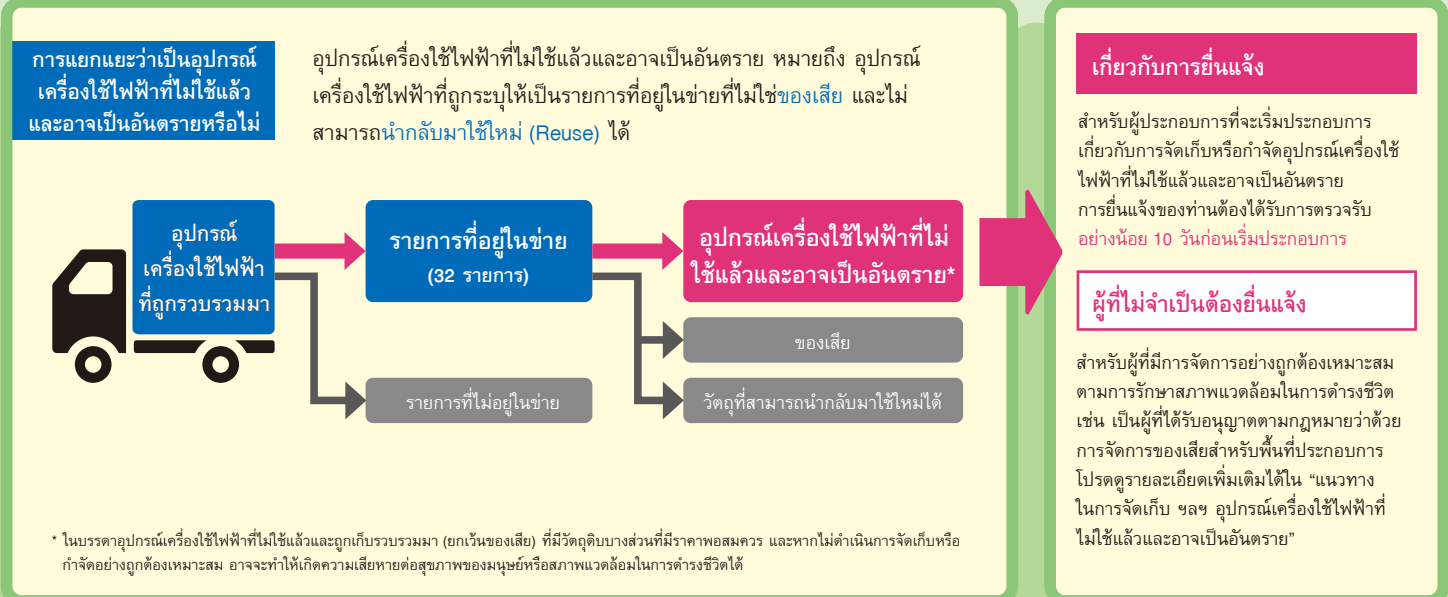 การแยกแยะว่าเป็นอุปกรณ์
เครื่องใช้ไฟฟ้าที่ไม่ใช้แล้ว
และอาจเป็นอันตรายหรือไม่
อุปกรณ์เครื่องใช้ไฟฟ้าที่ไม่ใช้แล้วและอาจเป็นอันตราย หมายถึง อุปกรณ์
เครื่องใช้ไฟฟ้าที่ถูกระบุให้เป็นรายการที่อยู่ในข่ายที่ไม่ใช่ของเสีย และไม่
สามารถนำกลับมาใช้ใหม่ (Reuse) ได้
อุปกรณ์
เครื่องใช้ไฟฟ้า
ที่ถูกรวบรวมมา
รายการที่อยู่ในข่าย
(32 รายการ)
อุปกรณ์เครื่องใช้ไฟฟ้าที่ไม่
ใช้แล้วและอาจเป็นอันตราย*
ของเสีย
รายการที่ไม่อยู่ในข่าย
วัตถุที่สามารถนำกลับมาใช้ใหม่ได้
* ในบรรดาอุปกรณ์เครื่องใช้ไฟฟ้าที่ไม่ใช้แล้วและถูกเก็บรวบรวมมา (ยกเว้นของเสีย) ที่มีวัตถุดิบบางส่วนที่มีราคาพอสมควร และหากไม่ดำเนินการจัดเก็บหรือ
กำจัดอย่างถูกต้องเหมาะสม อาจจะทำให้เกิดความเสียหายต่อสุขภาพของมนุษย์หรือสภาพแวดล้อมในการดำรงชีวิตได้
เกี่ยวกับการยื่นแจ้ง
สำหรับผู้ประกอบการที่จะเริ่มประกอบการ
เกี่ยวกับการจัดเก็บหรือกำจัดอุปกรณ์เครื่องใช้
ไฟฟ้าที่ไม่ใช้แล้วและอาจเป็นอันตราย
การยื่นแจ้งของท่านต้องได้รับการตรวจรับ
อย่างน้อย 10 วันก่อนเริ่มประกอบการ
ผู้ที่ไม่จำเป็นต้องยื่นแจ้ง
สำหรับผู้ที่มีการจัดการอย่างถูกต้องเหมาะสม
ตามการรักษาสภาพแวดล้อมในการดำรงชีวิต
เช่น เป็นผู้ที่ได้รับอนุญาตตามกฎหมายว่าด้วย
การจัดการของเสียสำหรับพื้นที่ประกอบการ
โปรดดูรายละเอียดเพิ่มเติมได้ใน “แนวทาง
ในการจัดเก็บ ฯลฯ อุปกรณ์เครื่องใช้ไฟฟ้าที่
ไม่ใช้แล้วและอาจเป็นอันตราย”